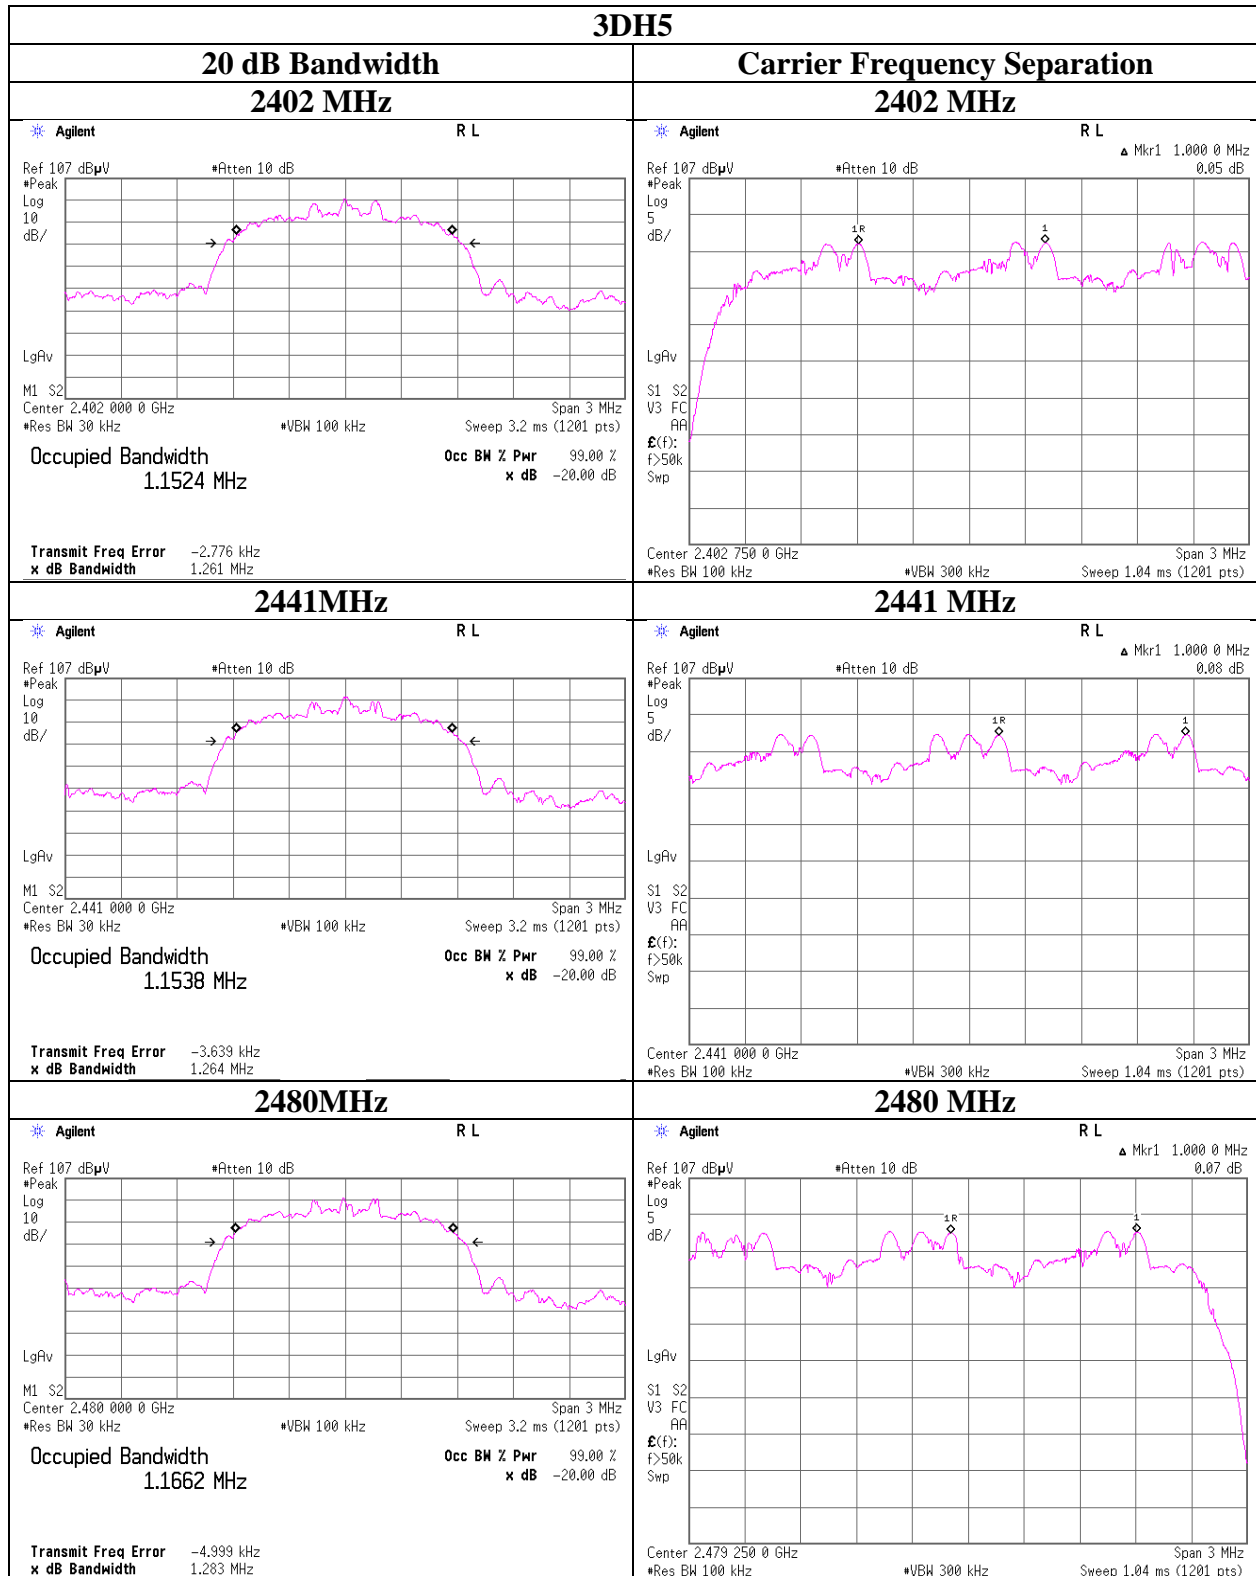 3DH5
20 dB Bandwidth
Carrier Frequency Separation
2402 MHz
2402 MHz
Agilent R L
Ref 107 dBµV #Atten 10 dB
#Peak
Log
10
dB/
LgAv
M1 S2
Center 2.402 000 0 GHz Span 3 MHz
#Res BW 30 kHz #VBW 100 kHz Sweep 3.2 ms (1201 pts)
Occupied Bandwidth Occ BW % Pwr 99.00 %
1.1524 MHz x dB -20.00 dB
Transmit Freq Error -2.776 kHz
x dB Bandwidth 1.261 MHz
Agilent R L
Δ Mkr1 1.000 0 MHz
Ref 107 dBµV #Atten 10 dB 0.05 dB
#Peak
Log
5
dB/
1R 1
LgAv
S1 S2
V3 FC
AA
£(f):
f>50k
Swp
Center 2.402 750 0 GHz Span 3 MHz
#Res BW 100 kHz #VBW 300 kHz Sweep 1.04 ms (1201 pts)
2441MHz
2441 MHz
Agilent R L
Ref 107 dBµV #Atten 10 dB
#Peak
Log
10
dB/
LgAv
M1 S2
Center 2.441 000 0 GHz Span 3 MHz
#Res BW 30 kHz #VBW 100 kHz Sweep 3.2 ms (1201 pts)
Occupied Bandwidth Occ BW % Pwr 99.00 %
1.1538 MHz x dB -20.00 dB
Transmit Freq Error -3.639 kHz
x dB Bandwidth 1.264 MHz
Agilent R L
Δ Mkr1 1.000 0 MHz
Ref 107 dBµV #Atten 10 dB 0.08 dB
#Peak
Log
5
dB/
1R 1
LgAv
S1 S2
V3 FC
AA
£(f):
f>50k
Swp
Center 2.441 000 0 GHz Span 3 MHz
#Res BW 100 kHz #VBW 300 kHz Sweep 1.04 ms (1201 pts)
2480MHz
2480 MHz
Agilent R L
Ref 107 dBµV #Atten 10 dB
#Peak
Log
10
dB/
LgAv
M1 S2
Center 2.480 000 0 GHz Span 3 MHz
#Res BW 30 kHz #VBW 100 kHz Sweep 3.2 ms (1201 pts)
Occupied Bandwidth Occ BW % Pwr 99.00 %
1.1662 MHz x dB -20.00 dB
Transmit Freq Error -4.999 kHz
x dB Bandwidth 1.283 MHz
Agilent R L
Δ Mkr1 1.000 0 MHz
Ref 107 dBµV #Atten 10 dB 0.07 dB
#Peak
Log
5
dB/
1R 1
LgAv
S1 S2
V3 FC
AA
£(f):
f>50k
Swp
Center 2.479 250 0 GHz Span 3 MHz
#Res BW 100 kHz #VBW 300 kHz Sweep 1.04 ms (1201 pts)